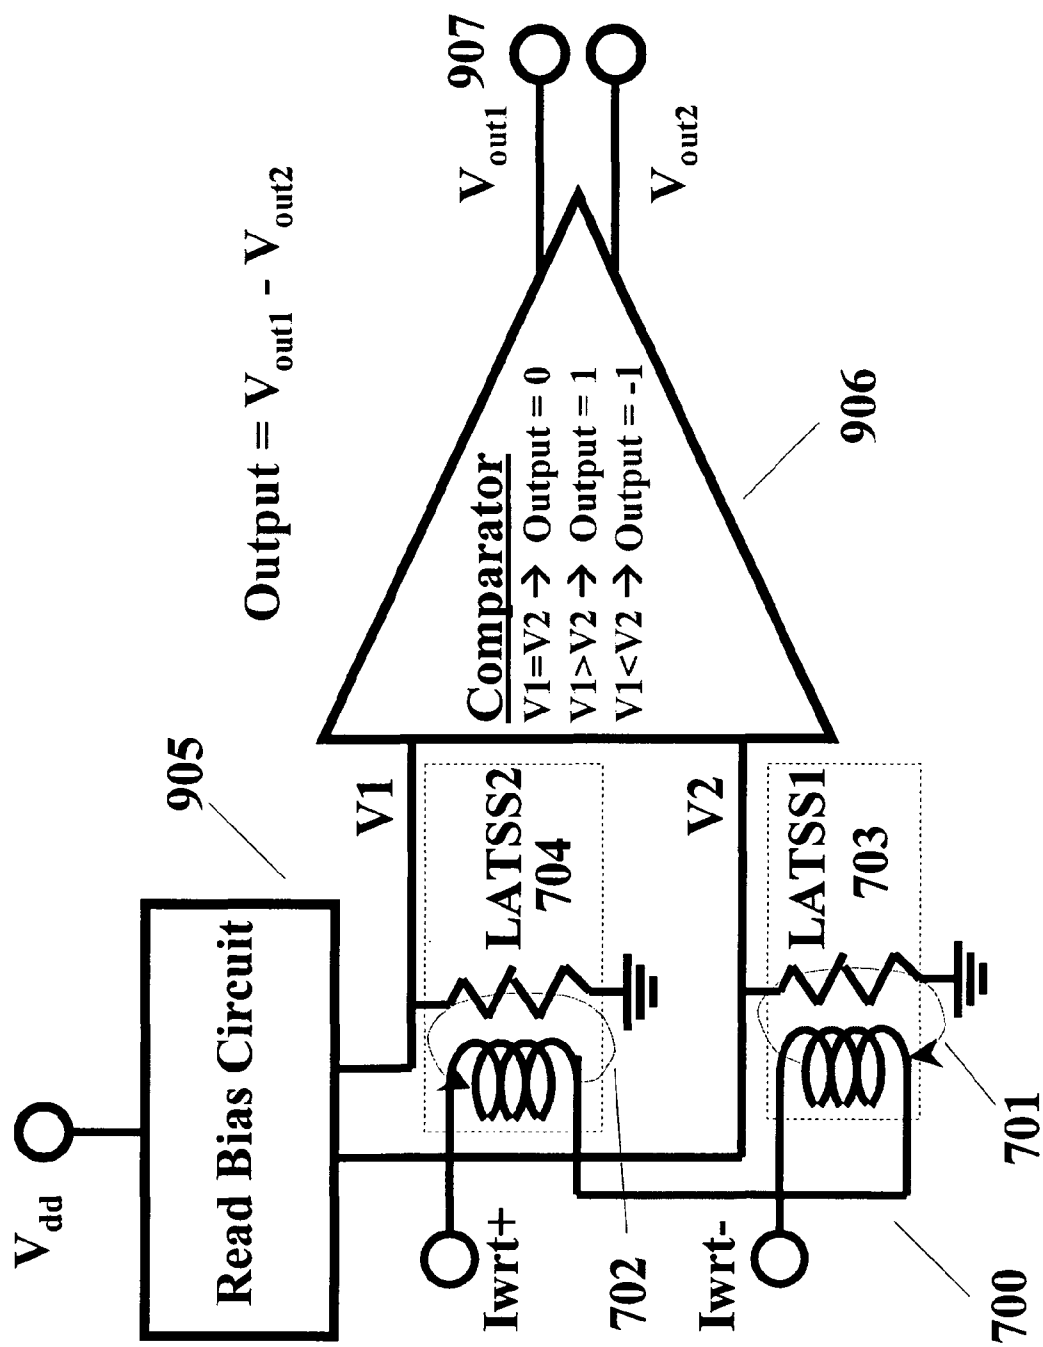 Output = Vout1 - Vout2
Vdd
Read Bias Circuit
905
V1
LATSS2
704
Iwrt+
702
V2
LATSS1
703
Iwrt-
701
700
Comparator
V1=V2 → Output = 0
V1>V2 → Output = 1
V1<V2 → Output = -1
906
Vout1
907
Vout2